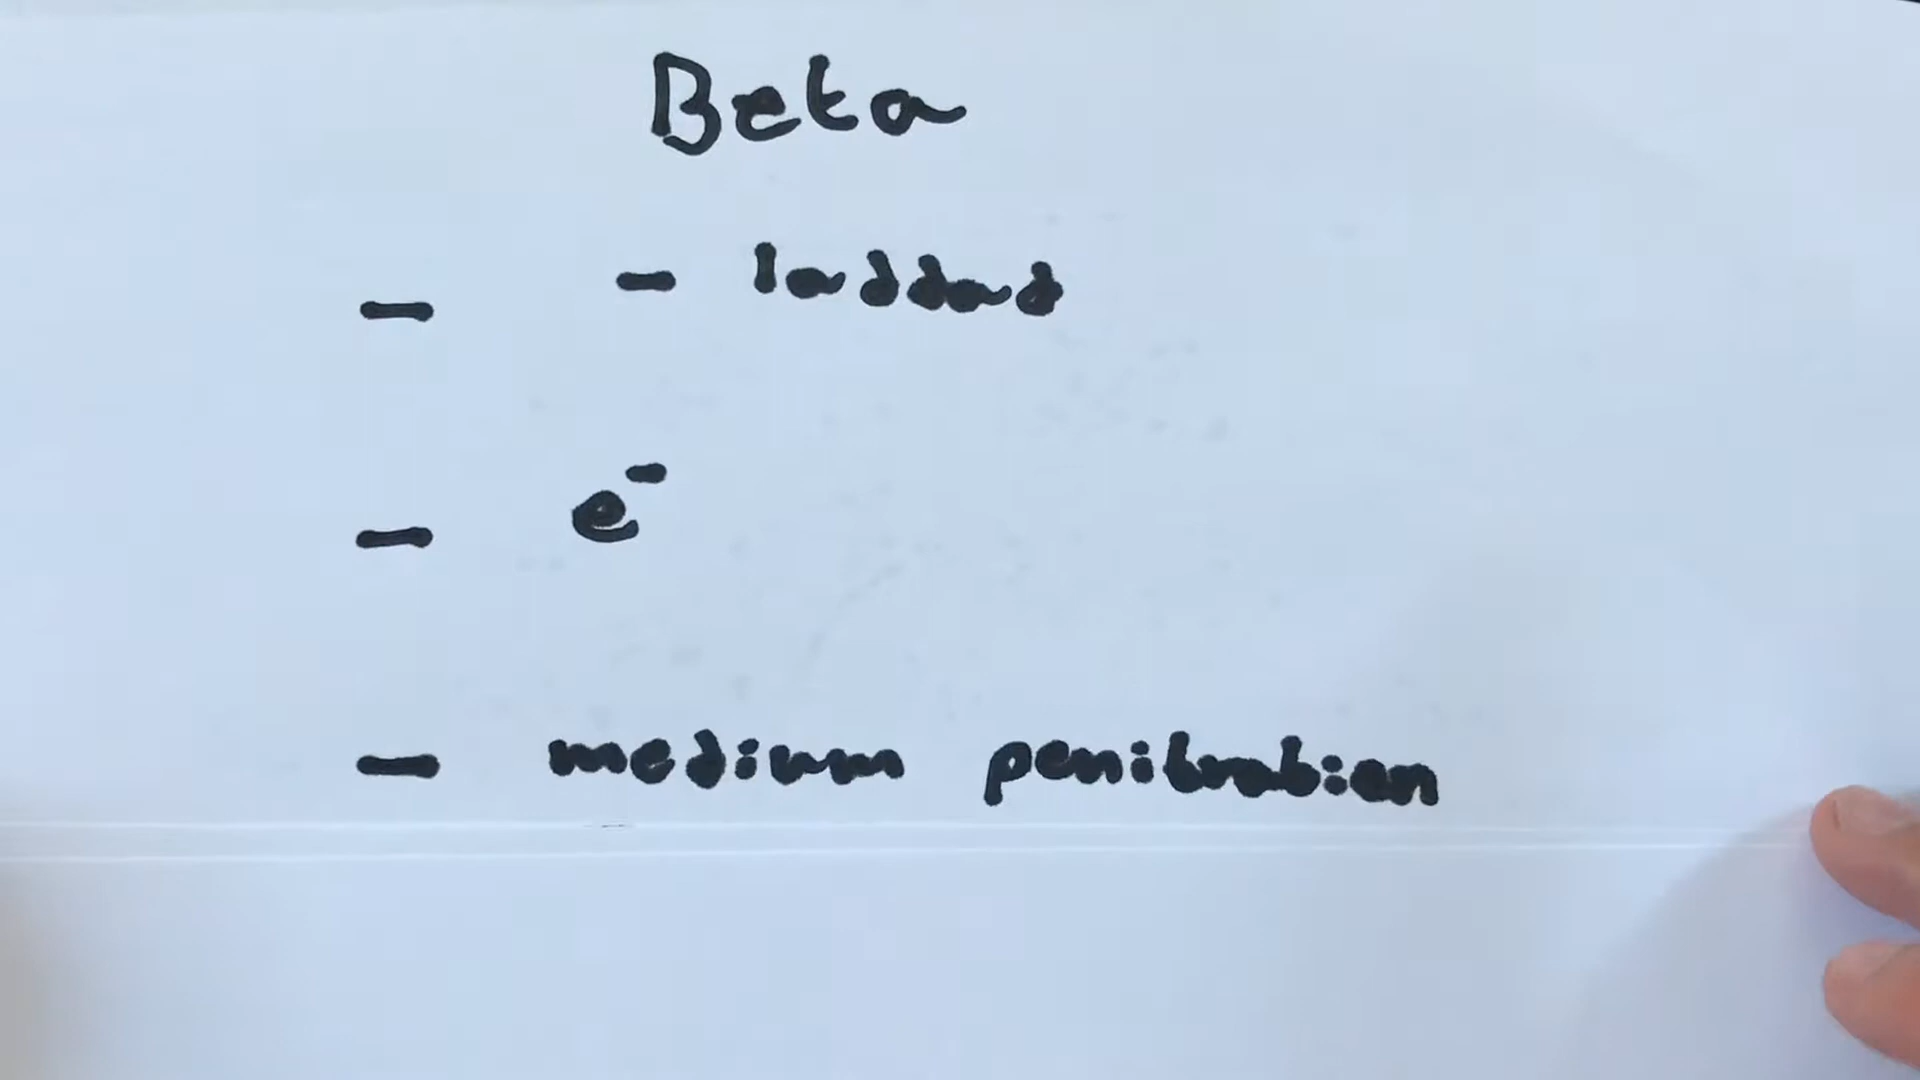 Beta
- - laddad
- e⁻
- medium penitration